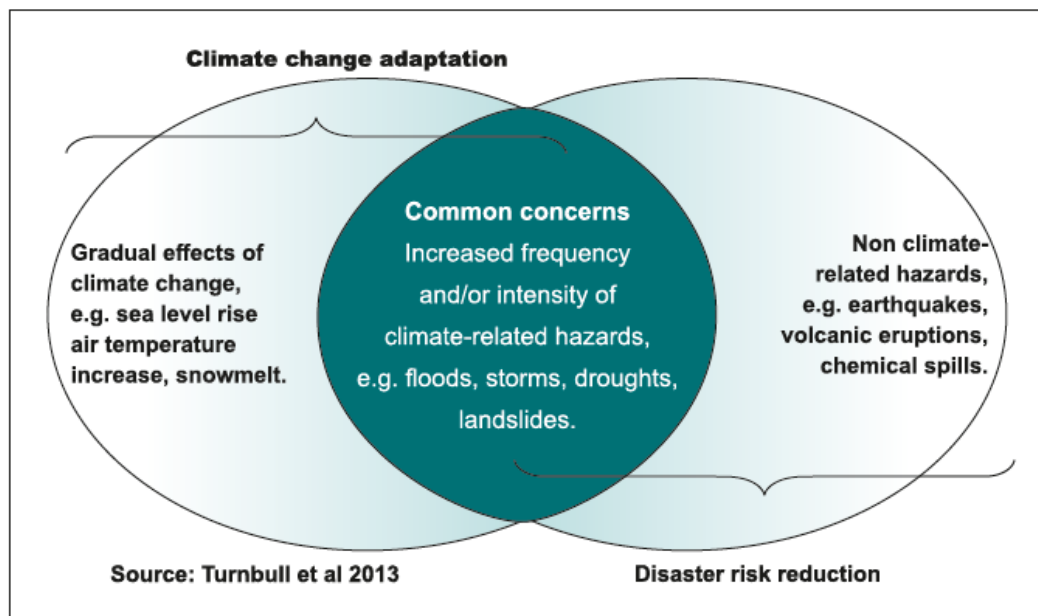 Climate change adaptation
Gradual effects of
climate change,
e.g. sea level rise
air temperature
increase, snowmelt.
Common concerns
Increased frequency
and/or intensity of
climate-related hazards,
e.g. floods, storms, droughts,
landslides.
Non climate-
related hazards,
e.g. earthquakes,
volcanic eruptions,
chemical spills.
Source: Turnbull et al 2013
Disaster risk reduction